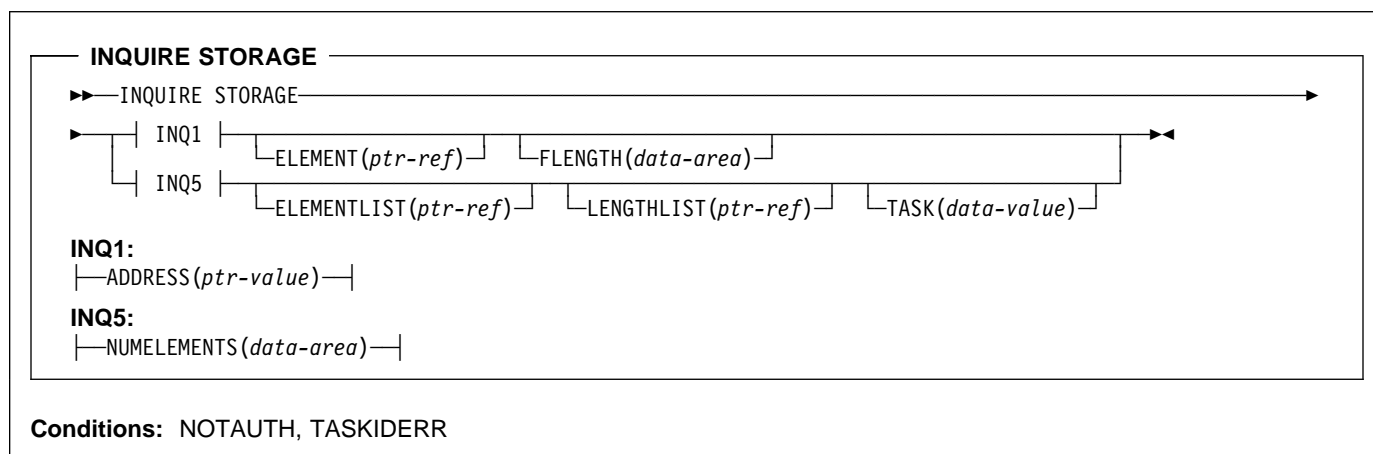 INQUIRE STORAGE
INQUIRE STORAGE
INQ1 ELEMENT(ptr-ref) FLENGTH(data-area)
INQ5 ELEMENTLIST(ptr-ref) LENGTHLIST(ptr-ref) TASK(data-value)
INQ1:
ADDRESS(ptr-value)
INQ5:
NUMELEMENTS(data-area)
Conditions: NOTAUTH, TASKIDERR